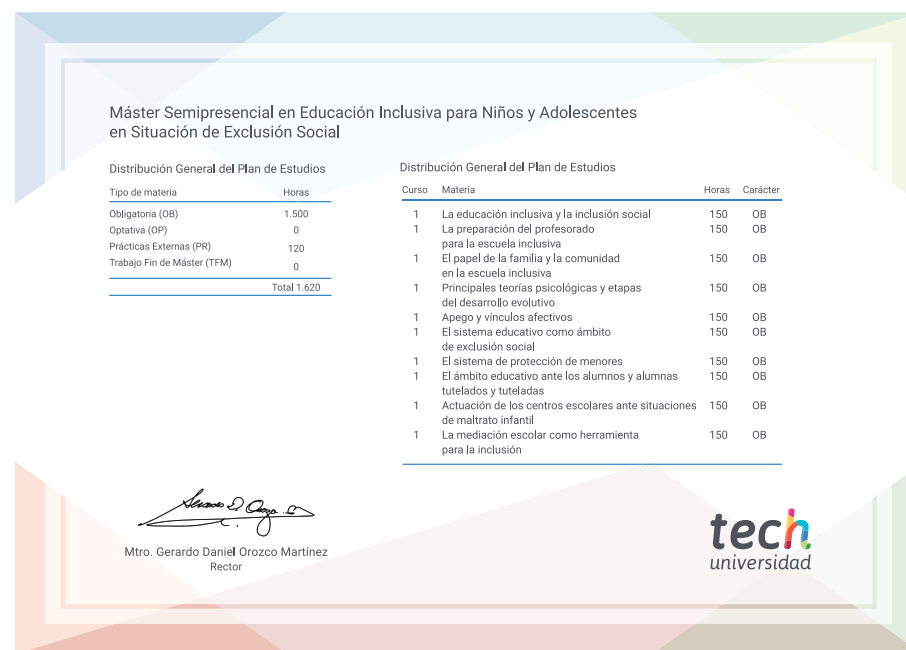 Máster Semipresencial en Educación Inclusiva para Niños y Adolescentes
en Situación de Exclusión Social
Distribución General del Plan de Estudios
Tipo de materia Horas
Obligatoria (OB) 1.500
Optativa (OP) 0
Prácticas Externas (PR) 120
Trabajo Fin de Máster (TFM) 0
Total 1.620
Distribución General del Plan de Estudios
Curso Materia Horas Carácter
1 La educación inclusiva y la inclusión social 150 OB
1 La preparación del profesorado 150 OB
para la escuela inclusiva
1 El papel de la familia y la comunidad 150 OB
en la escuela inclusiva
1 Principales teorías psicológicas y etapas 150 OB
del desarrollo evolutivo
1 Apego y vínculos afectivos 150 OB
1 El sistema educativo como ámbito 150 OB
de exclusión social
1 El sistema de protección de menores 150 OB
1 El ámbito educativo ante los alumnos y alumnas 150 OB
tutelados y tuteladas
1 Actuación de los centros escolares ante situaciones 150 OB
de maltrato infantil
1 La mediación escolar como herramienta 150 OB
para la inclusión
Mtro. Gerardo Daniel Orozco Martínez
Rector
tech
universidad